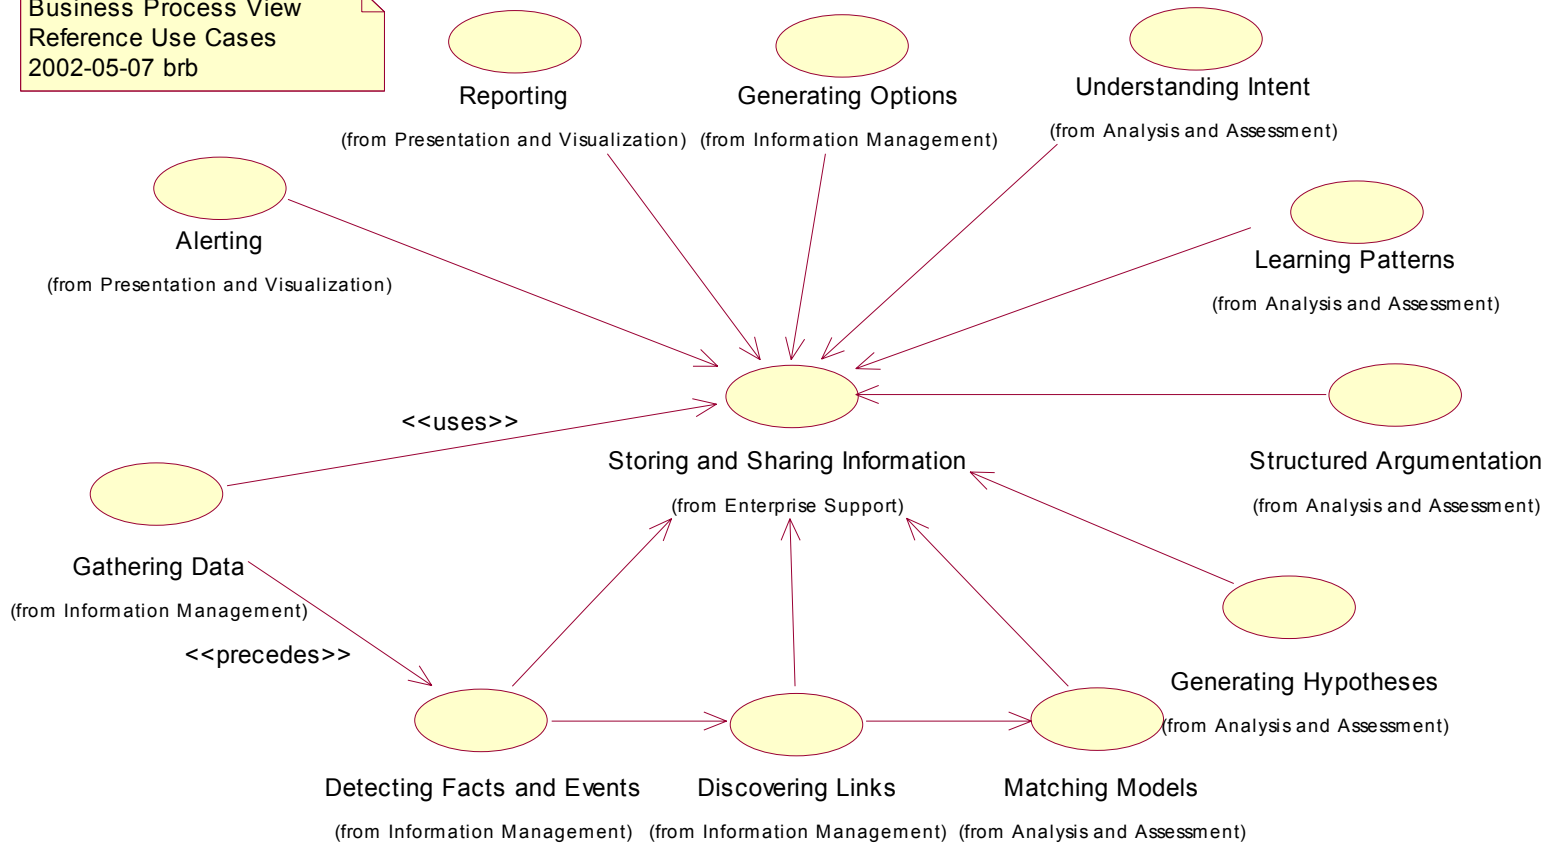 Business Process View
Reference Use Cases
2002-05-07 brb
Reporting
(from Presentation and Visualization)
Generating Options
(from Information Management)
Understanding Intent
(from Analysis and Assessment)
Alerting
(from Presentation and Visualization)
Learning Patterns
(from Analysis and Assessment)
<<uses>>
Storing and Sharing Information
(from Enterprise Support)
Structured Argumentation
(from Analysis and Assessment)
Gathering Data
(from Information Management)
<<precedes>>
Generating Hypotheses
(from Analysis and Assessment)
Detecting Facts and Events
(from Information Management)
Discovering Links
(from Information Management)
Matching Models
(from Analysis and Assessment)